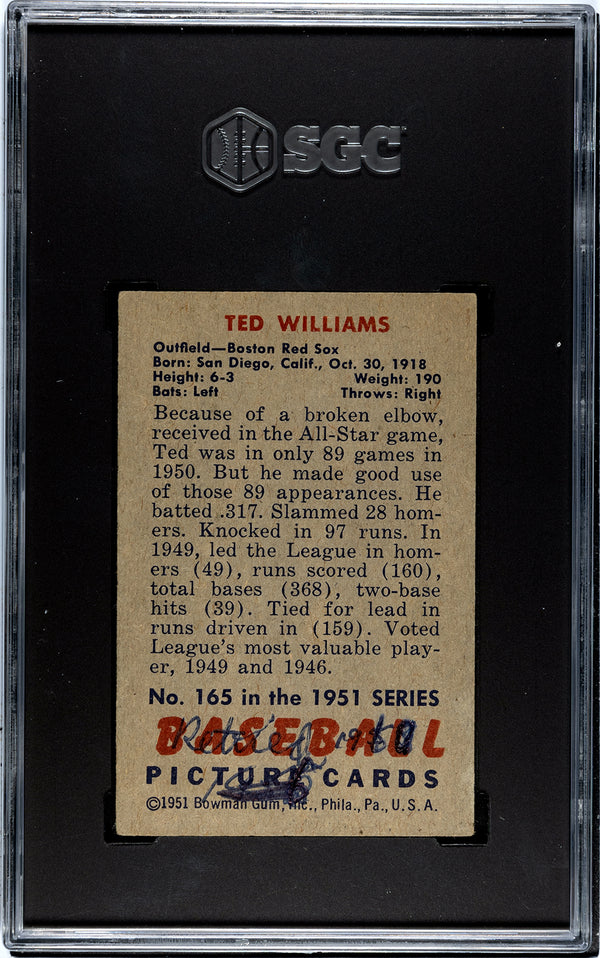 SGC
TED WILLIAMS
Outfield—Boston Red Sox
Born: San Diego, Calif., Oct. 30, 1918
Height: 6-3 Weight: 190
Bats: Left Throws: Right
Because of a broken elbow,
received in the All-Star game,
Ted was in only 89 games in
1950. But he made good use
of those 89 appearances. He
batted .317. Slammed 28 hom-
ers. Knocked in 97 runs. In
1949, led the League in hom-
ers (49), runs scored (160),
total bases (368), two-base
hits (39). Tied for lead in
runs driven in (159). Voted
League's most valuable play-
er, 1949 and 1946.
No. 165 in the 1951 SERIES
BASEBALL
PICTURE CARDS
©1951 Bowman Gum, Inc., Phila., Pa., U. S. A.